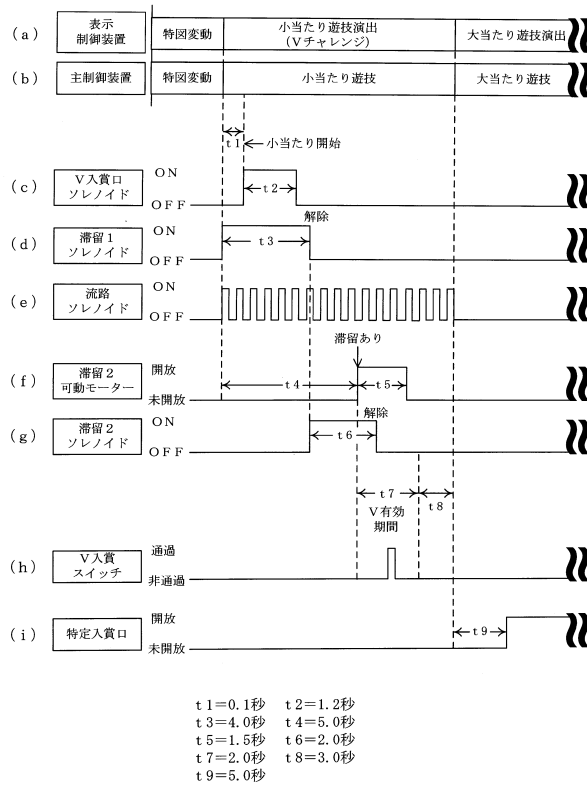 (a) 表示 制御装置 特図変動 小当たり遊技演出 (Vチャレンジ) 大当たり遊技演出
(b) 主制御装置 特図変動 小当たり遊技 大当たり遊技
t1 小当たり開始
(c) V入賞口 ソレノイド ON OFF t2
解除
(d) 滞留1 ソレノイド ON OFF t3
(e) 流路 ソレノイド ON OFF
滞留あり
(f) 滞留2 可動モーター 開放 未開放 t4 t5
解除
(g) 滞留2 ソレノイド ON OFF t6
t7 t8
V有効
期間
(h) V入賞 スイッチ 通過 非通過
(i) 特定入賞口 開放 未開放 t9
t1=0.1秒 t2=1.2秒
t3=4.0秒 t4=5.0秒
t5=1.5秒 t6=2.0秒
t7=2.0秒 t8=3.0秒
t9=5.0秒